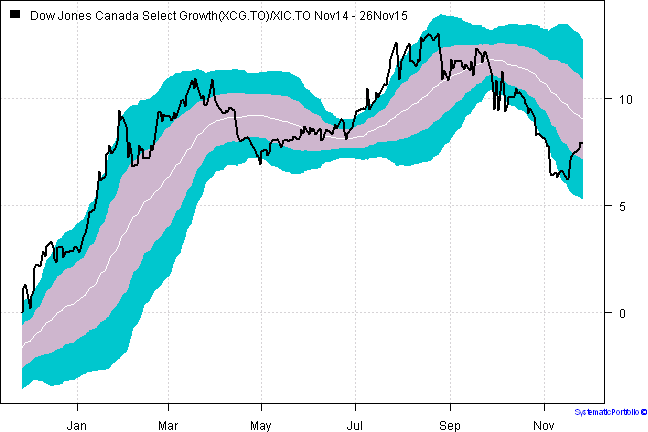 Dow Jones Canada Select Growth(XCG.TO)/XIC.TO Nov14 - 26Nov15
10
5
0
Jan Mar May Jul Sep Nov
SystematicPortfolio ©